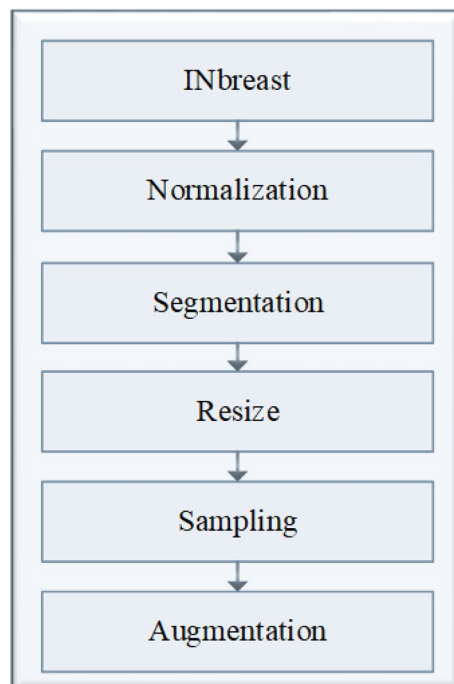 INbreast
Normalization
Segmentation
Resize
Sampling
Augmentation